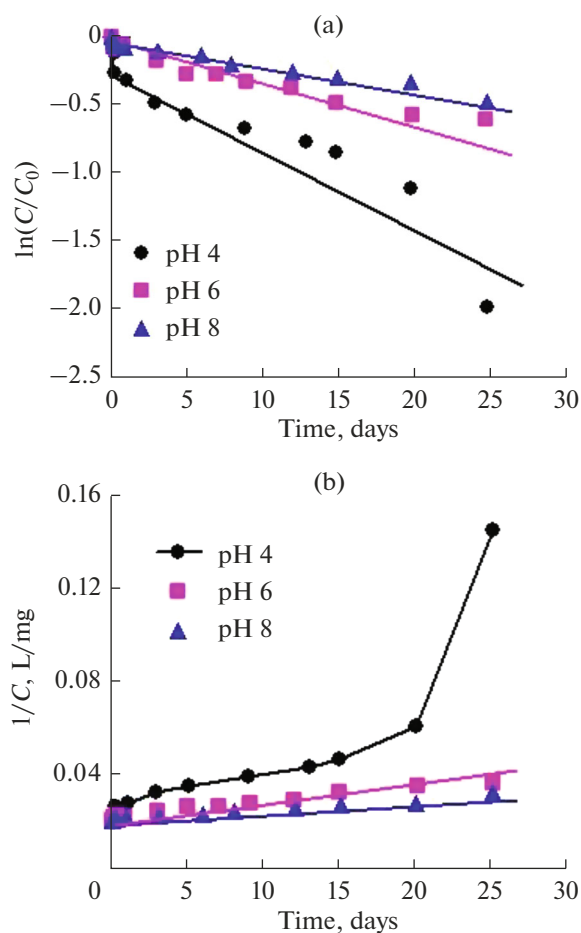 (a)
0
−0.5
−1.0
−1.5
−2.0
−2.5
ln(C/C0)
pH 4
pH 6
pH 8
0 5 10 15 20 25 30
Time, days
(b)
0.16
0.12
0.08
0.04
1/C, L/mg
pH 4
pH 6
pH 8
0 5 10 15 20 25 30
Time, days